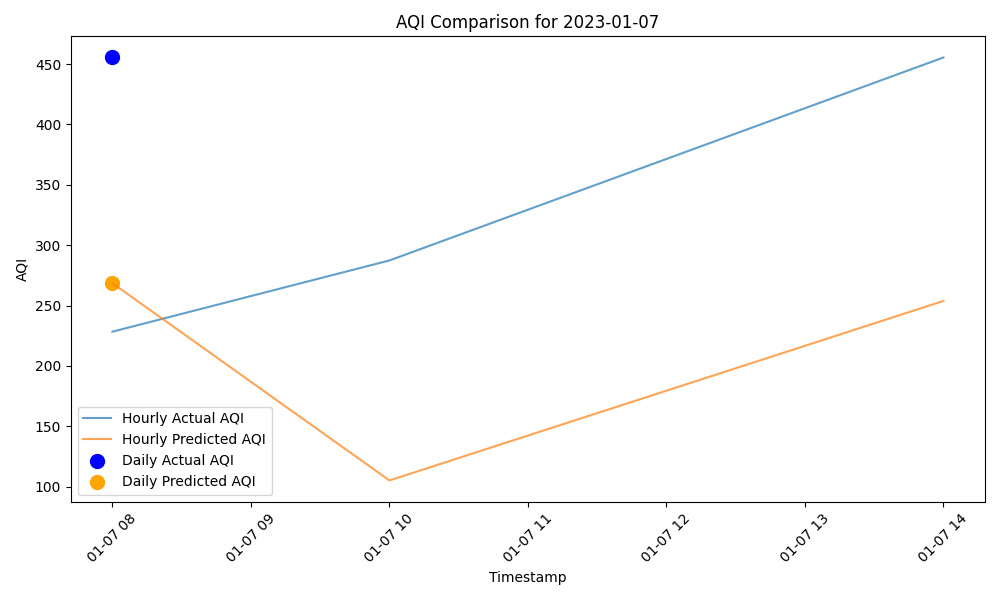 AQI Comparison for 2023-01-07
AQI
450
400
350
300
250
200
150
100
Hourly Actual AQI
Hourly Predicted AQI
Daily Actual AQI
Daily Predicted AQI
01-07 08
01-07 09
01-07 10
01-07 11
01-07 12
01-07 13
01-07 14
Timestamp